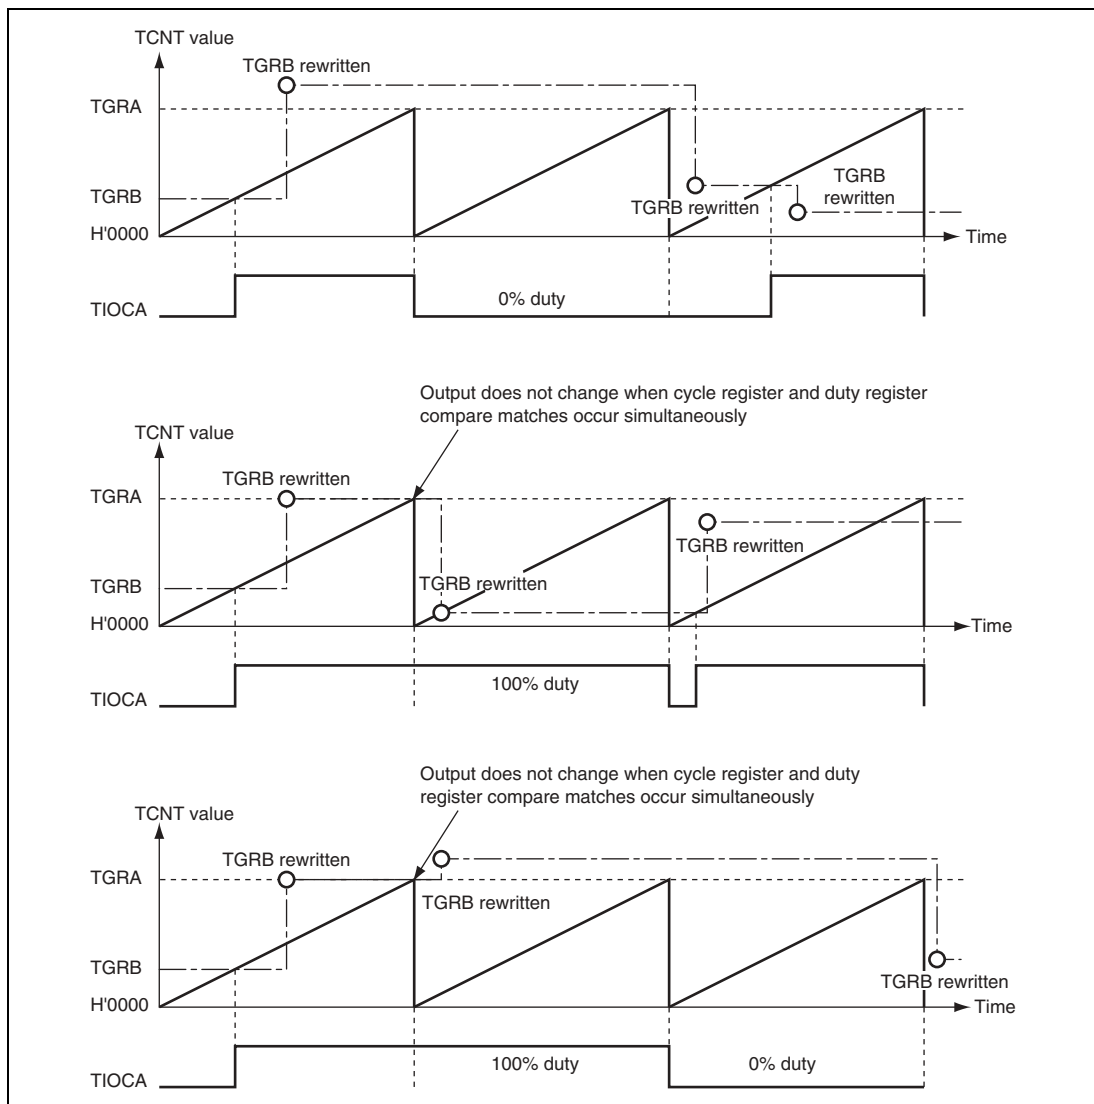 TCNT value
TGRB rewritten
TGRA
TGRB
rewritten
TGRB
TGRB rewritten
H'0000
Time
0% duty
TIOCA
Output does not change when cycle register and duty register
compare matches occur simultaneously
TCNT value
TGRB rewritten
TGRA
TGRB rewritten
TGRB rewritten
TGRB
H'0000
Time
100% duty
TIOCA
Output does not change when cycle register and duty
register compare matches occur simultaneously
TCNT value
TGRB rewritten
TGRA
TGRB rewritten
TGRB
TGRB rewritten
H'0000
Time
100% duty
0% duty
TIOCA